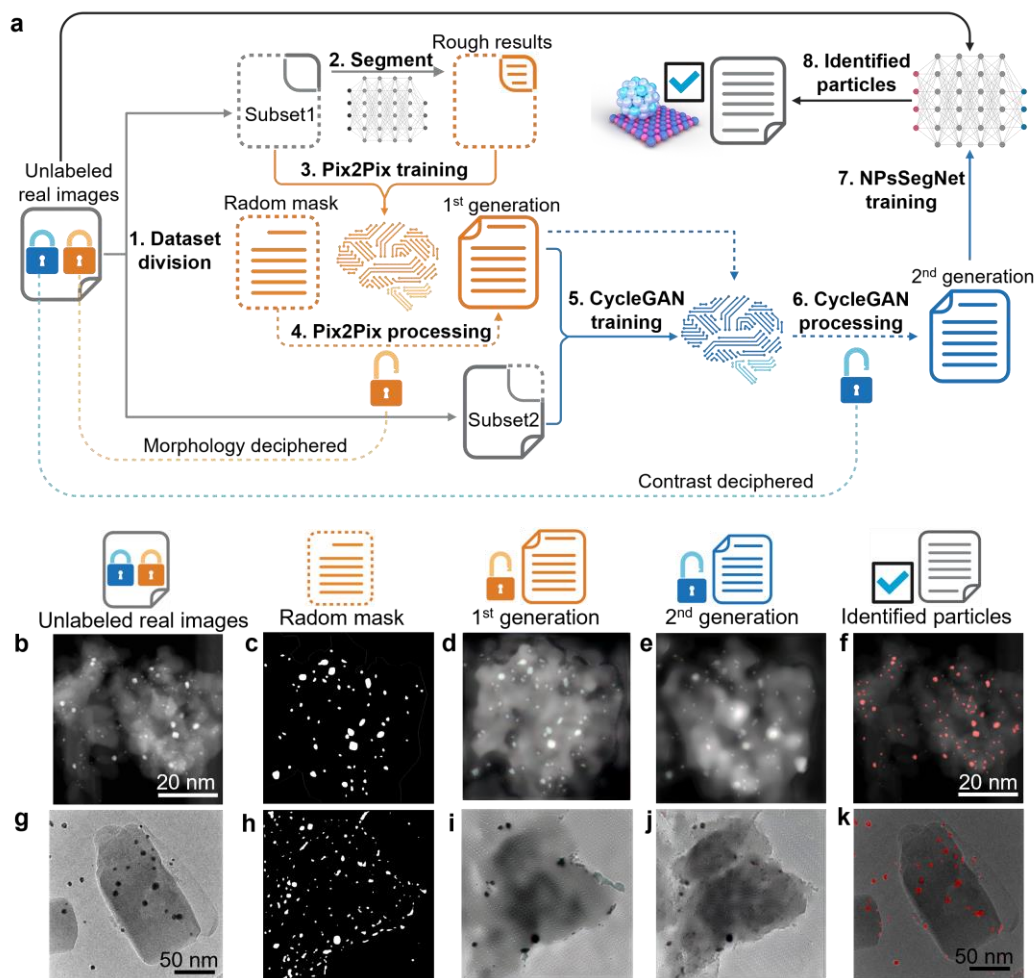 a
Rough results
2. Segment
Subset1
8. Identified
particles
Unlabeled
real images
3. Pix2Pix training
7. NPsSegNet
training
Radom mask
1st generation
1. Dataset
division
2nd generation
5. CycleGAN
training
6. CycleGAN
processing
4. Pix2Pix processing
Subset2
Morphology deciphered
Contrast deciphered
Unlabeled real images
Radom mask
1st generation
2nd generation
Identified particles
b
c
d
e
f
20 nm
20 nm
g
h
i
j
k
50 nm
50 nm